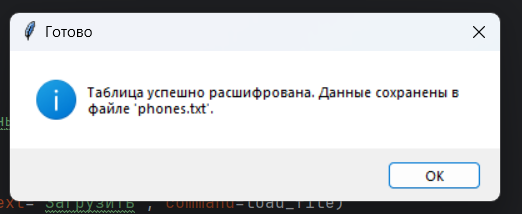 Готово
Таблица успешно расшифрована. Данные сохранены в
файле 'phones.txt'.
OK